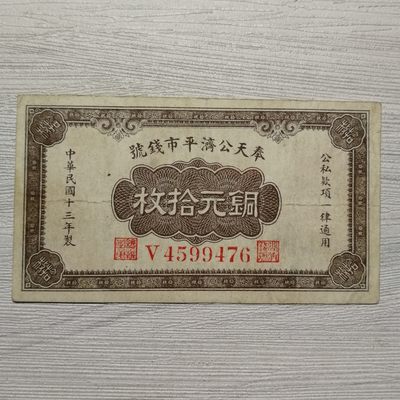 奉天公濟平市錢號
銅元拾枚
公私款項一律通用
中華民國十三年製
V4599476